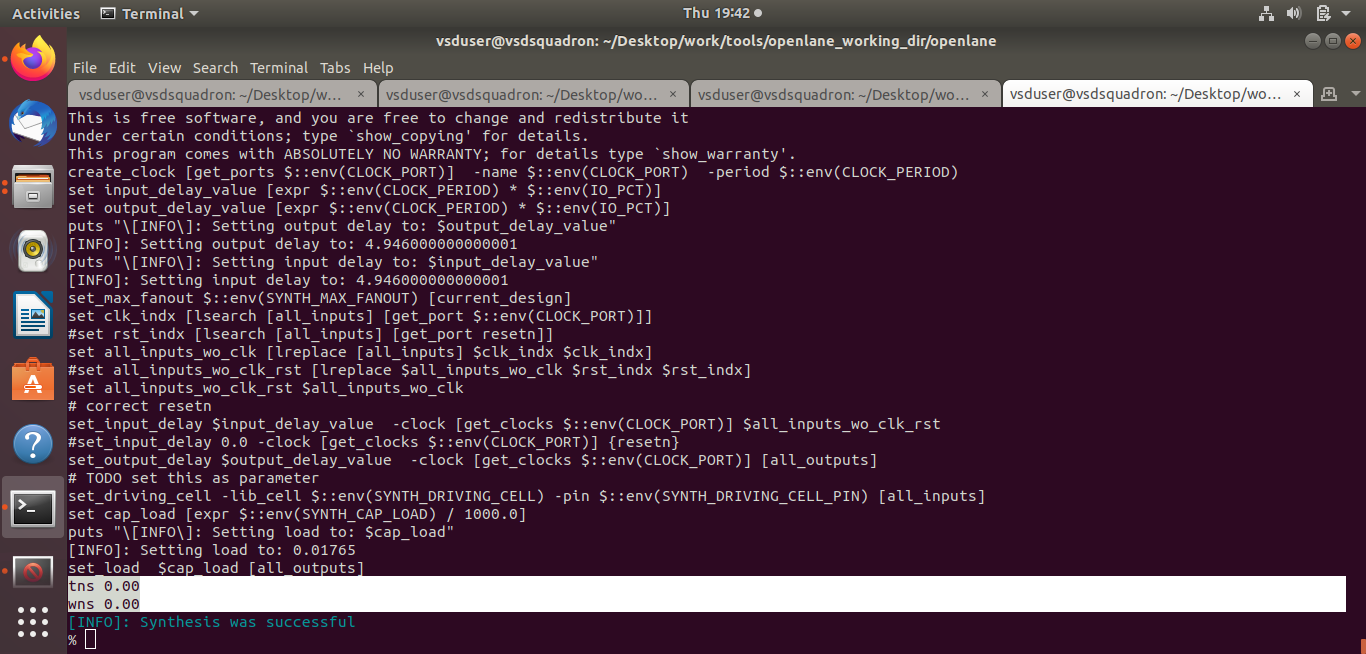 Activities Terminal Thu 19:42
vsduser@vsdsquadron: ~/Desktop/work/tools/openlane_working_dir/openlane
File Edit View Search Terminal Tabs Help
vsduser@vsdsquadron: ~/Desktop/w... × vsduser@vsdsquadron: ~/Desktop/wo... × vsduser@vsdsquadron: ~/Desktop/wo... × vsduser@vsdsquadron: ~/Desktop/wo... ×
This is free software, and you are free to change and redistribute it
under certain conditions; type `show_copying' for details.
This program comes with ABSOLUTELY NO WARRANTY; for details type `show_warranty'.
create_clock [get_ports $::env(CLOCK_PORT)]  -name $::env(CLOCK_PORT)  -period $::env(CLOCK_PERIOD)
set input_delay_value [expr $::env(CLOCK_PERIOD) * $::env(IO_PCT)]
set output_delay_value [expr $::env(CLOCK_PERIOD) * $::env(IO_PCT)]
puts "\[INFO\]: Setting output delay to: $output_delay_value"
[INFO]: Setting output delay to: 4.946000000000001
puts "\[INFO\]: Setting input delay to: $input_delay_value"
[INFO]: Setting input delay to: 4.946000000000001
set_max_fanout $::env(SYNTH_MAX_FANOUT) [current_design]
set clk_indx [lsearch [all_inputs] [get_port $::env(CLOCK_PORT)]]
#set rst_indx [lsearch [all_inputs] [get_port resetn]]
set all_inputs_wo_clk [lreplace [all_inputs] $clk_indx $clk_indx]
#set all_inputs_wo_clk_rst [lreplace $all_inputs_wo_clk $rst_indx $rst_indx]
set all_inputs_wo_clk_rst $all_inputs_wo_clk
# correct resetn
set_input_delay $input_delay_value  -clock [get_clocks $::env(CLOCK_PORT)] $all_inputs_wo_clk_rst
#set_input_delay 0.0 -clock [get_clocks $::env(CLOCK_PORT)] {resetn}
set_output_delay $output_delay_value  -clock [get_clocks $::env(CLOCK_PORT)] [all_outputs]
# TODO set this as parameter
set_driving_cell -lib_cell $::env(SYNTH_DRIVING_CELL) -pin $::env(SYNTH_DRIVING_CELL_PIN) [all_inputs]
set cap_load [expr $::env(SYNTH_CAP_LOAD) / 1000.0]
puts "\[INFO\]: Setting load to: $cap_load"
[INFO]: Setting load to: 0.01765
set_load  $cap_load [all_outputs]
tns 0.00
wns 0.00
[INFO]: Synthesis was successful
%